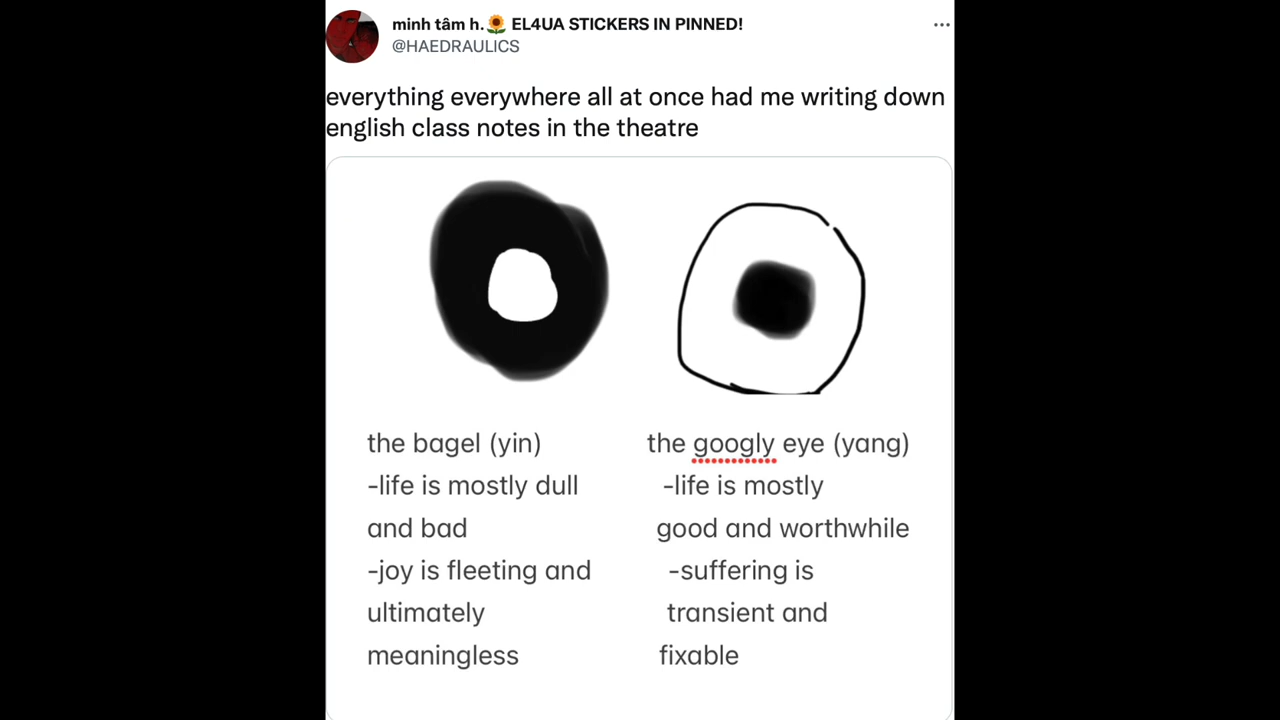 minh tâm h.🌻 EL4UA STICKERS IN PINNED!
@HAEDRAULICS
everything everywhere all at once had me writing down
english class notes in the theatre
the bagel (yin)
-life is mostly dull
and bad
-joy is fleeting and
ultimately
meaningless
the googly eye (yang)
-life is mostly
good and worthwhile
-suffering is
transient and
fixable